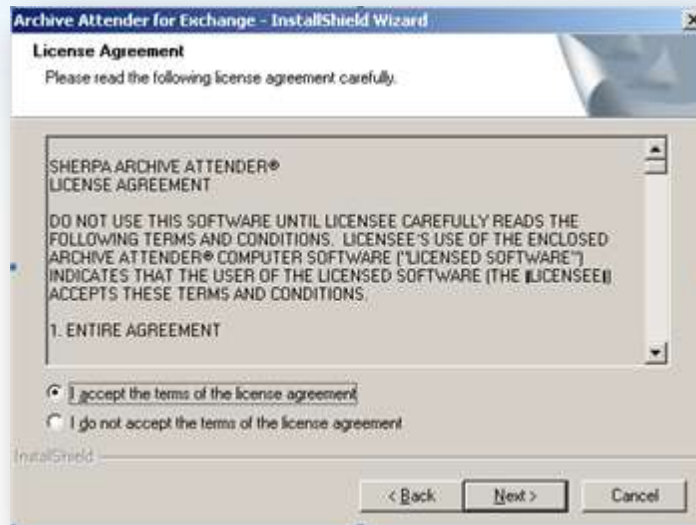 Archive Attender for Exchange - InstallShield Wizard
License Agreement
Please read the following license agreement carefully.
SHERPA ARCHIVE ATTENDER®
LICENSE AGREEMENT
DO NOT USE THIS SOFTWARE UNTIL LICENSEE CAREFULLY READS THE
FOLLOWING TERMS AND CONDITIONS. LICENSEE'S USE OF THE ENCLOSED
ARCHIVE ATTENDER® COMPUTER SOFTWARE ("LICENSED SOFTWARE")
INDICATES THAT THE USER OF THE LICENSED SOFTWARE (THE ‖LICENSEE‖)
ACCEPTS THESE TERMS AND CONDITIONS.
1. ENTIRE AGREEMENT
I accept the terms of the license agreement
I do not accept the terms of the license agreement
InstallShield
< Back Next > Cancel